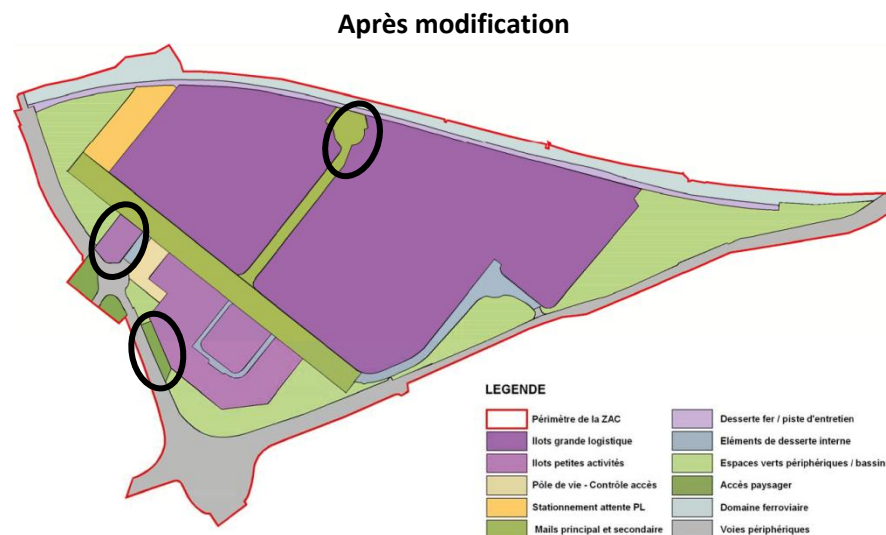 Après modification
LEGENDE
Périmètre de la ZAC
Ilots grande logistique
Ilots petites activités
Pôle de vie - Contrôle accès
Stationnement attente PL
Mails principal et secondaire
Desserte fer / piste d'entretien
Eléments de desserte interne
Espaces verts périphériques / bassin
Accès paysager
Domaine ferroviaire
Voies périphériques